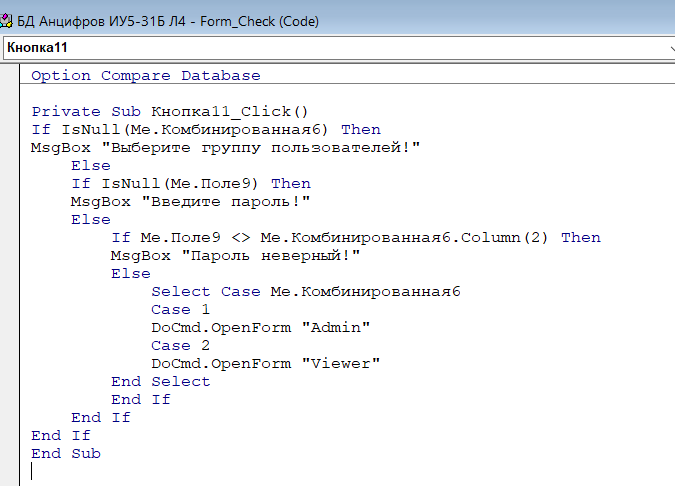 БД Анцифров ИУ5-31Б Л4 - Form_Check (Code)
Кнопка11
Option Compare Database
Private Sub Кнопка11_Click()
If IsNull(Me.Комбинированная6) Then
MsgBox "Выберите группу пользователей!"
Else
If IsNull(Me.Поле9) Then
MsgBox "Введите пароль!"
Else
If Me.Поле9 <> Me.Комбинированная6.Column(2) Then
MsgBox "Пароль неверный!"
Else
Select Case Me.Комбинированная6
Case 1
DoCmd.OpenForm "Admin"
Case 2
DoCmd.OpenForm "Viewer"
End Select
End If
End If
End If
End Sub